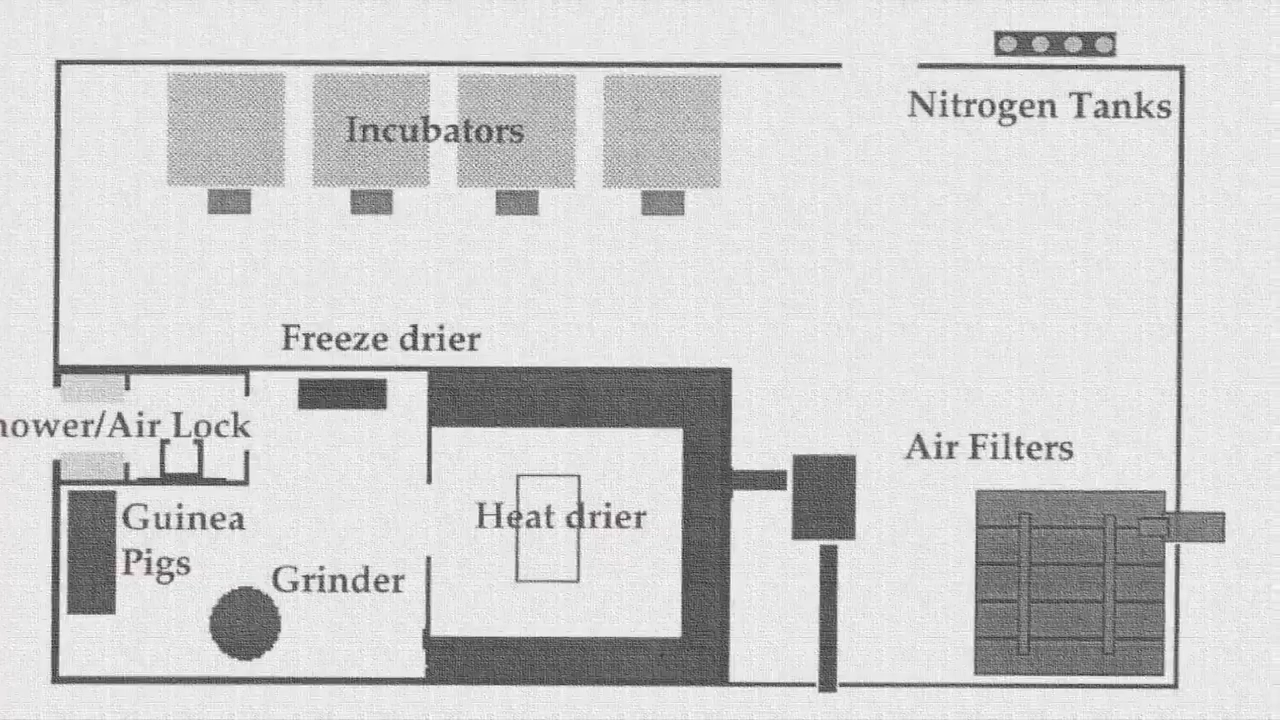 Nitrogen Tanks
Incubators
Freeze drier
hower/Air Lock
Air Filters
Guinea
Pigs
Heat drier
Grinder